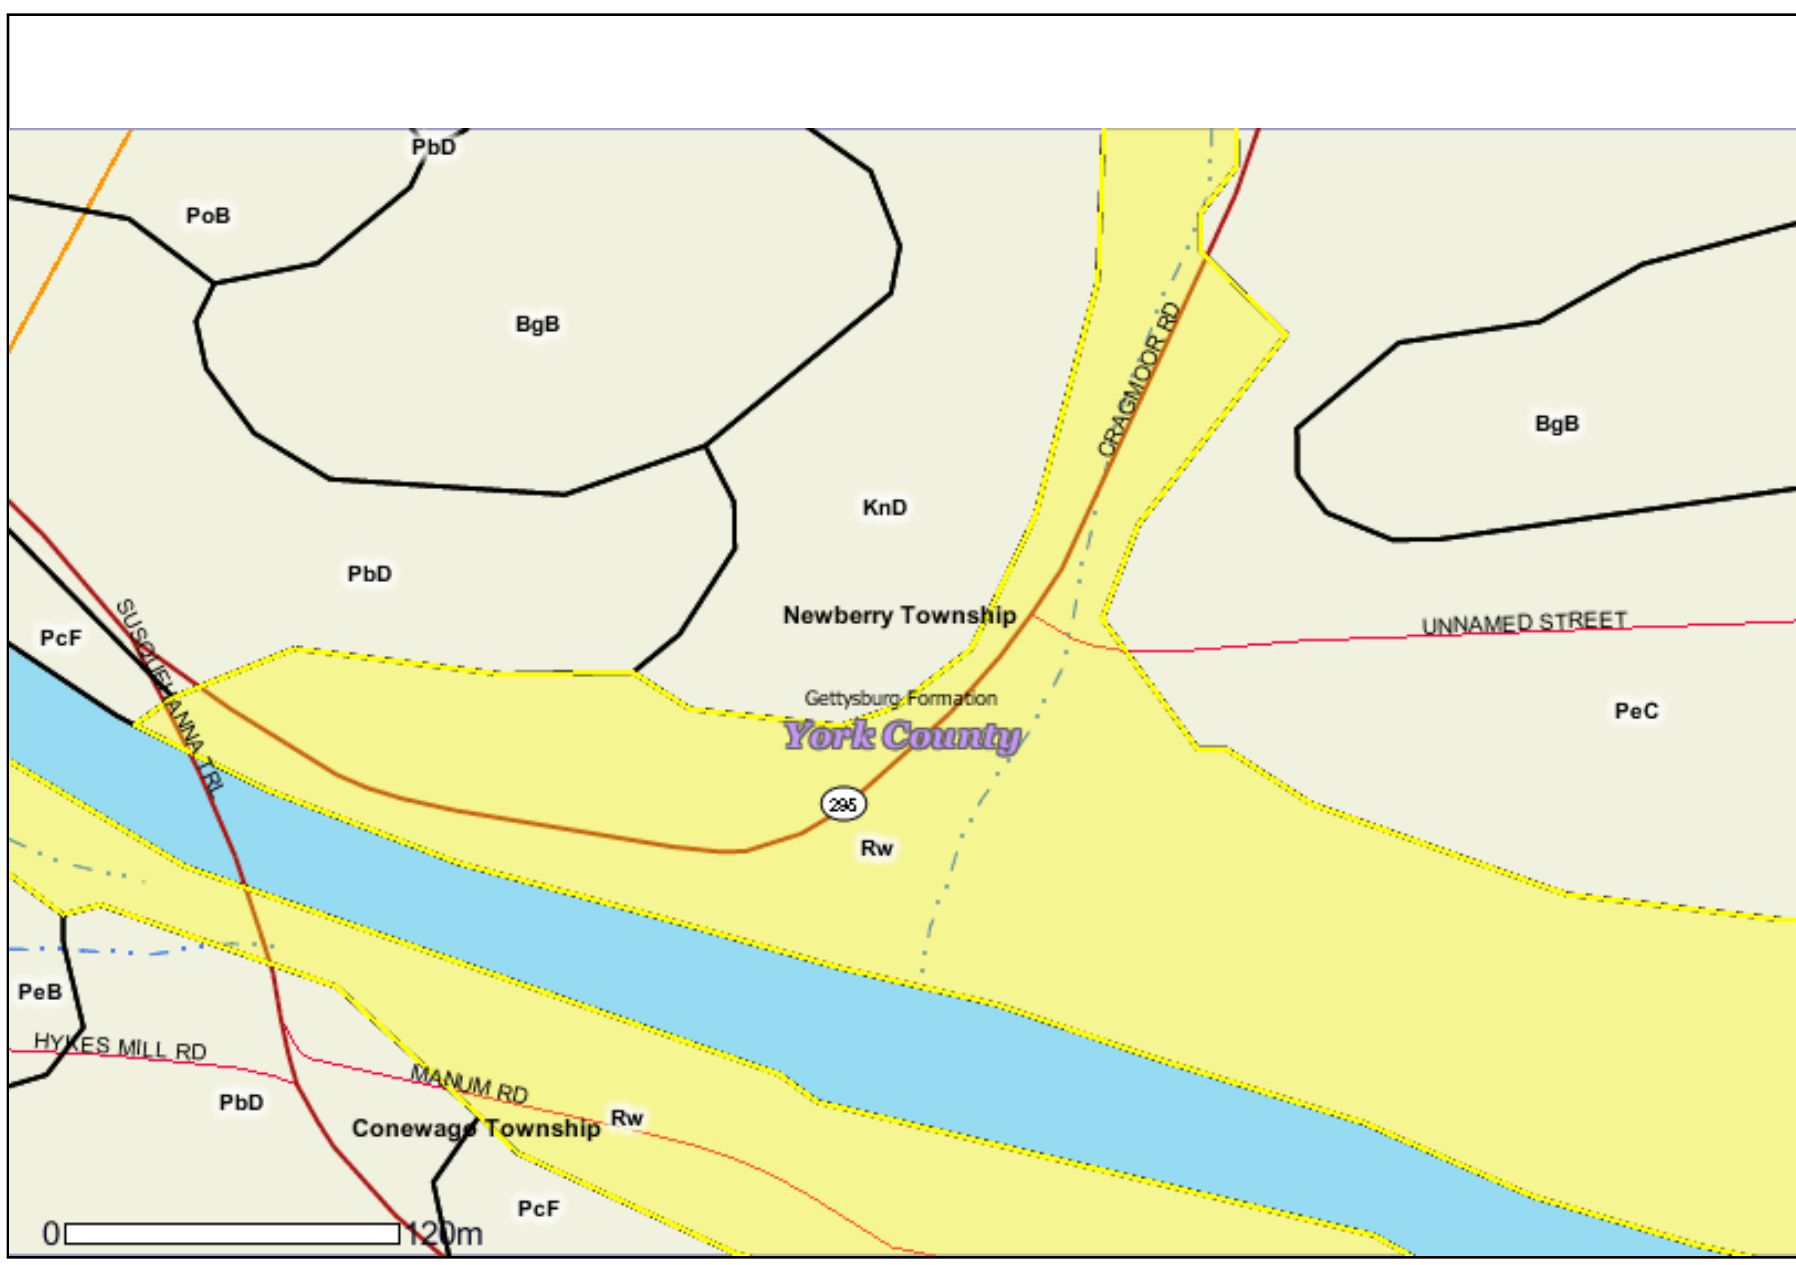 PbD
PoB
BgB
CRAGMOOR RD
BgB
KnD
PbD
Newberry Township
UNNAMED STREET
PcF
SUSQUEHANNA TRL
Gettysburg Formation
York County
PeC
295
Rw
PeB
HYKES MILL RD
MANUM RD
PbD
Conewago Township
Rw
PcF
0 120m